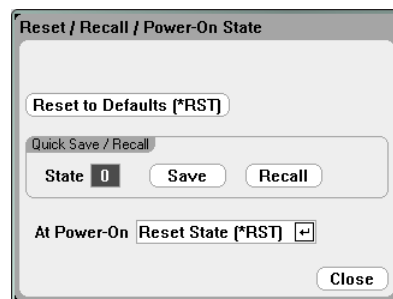 Reset / Recall / Power-On State
Reset to Defaults (*RST)
Quick Save / Recall
State 0 Save Recall
At Power-On Reset State (*RST)
Close